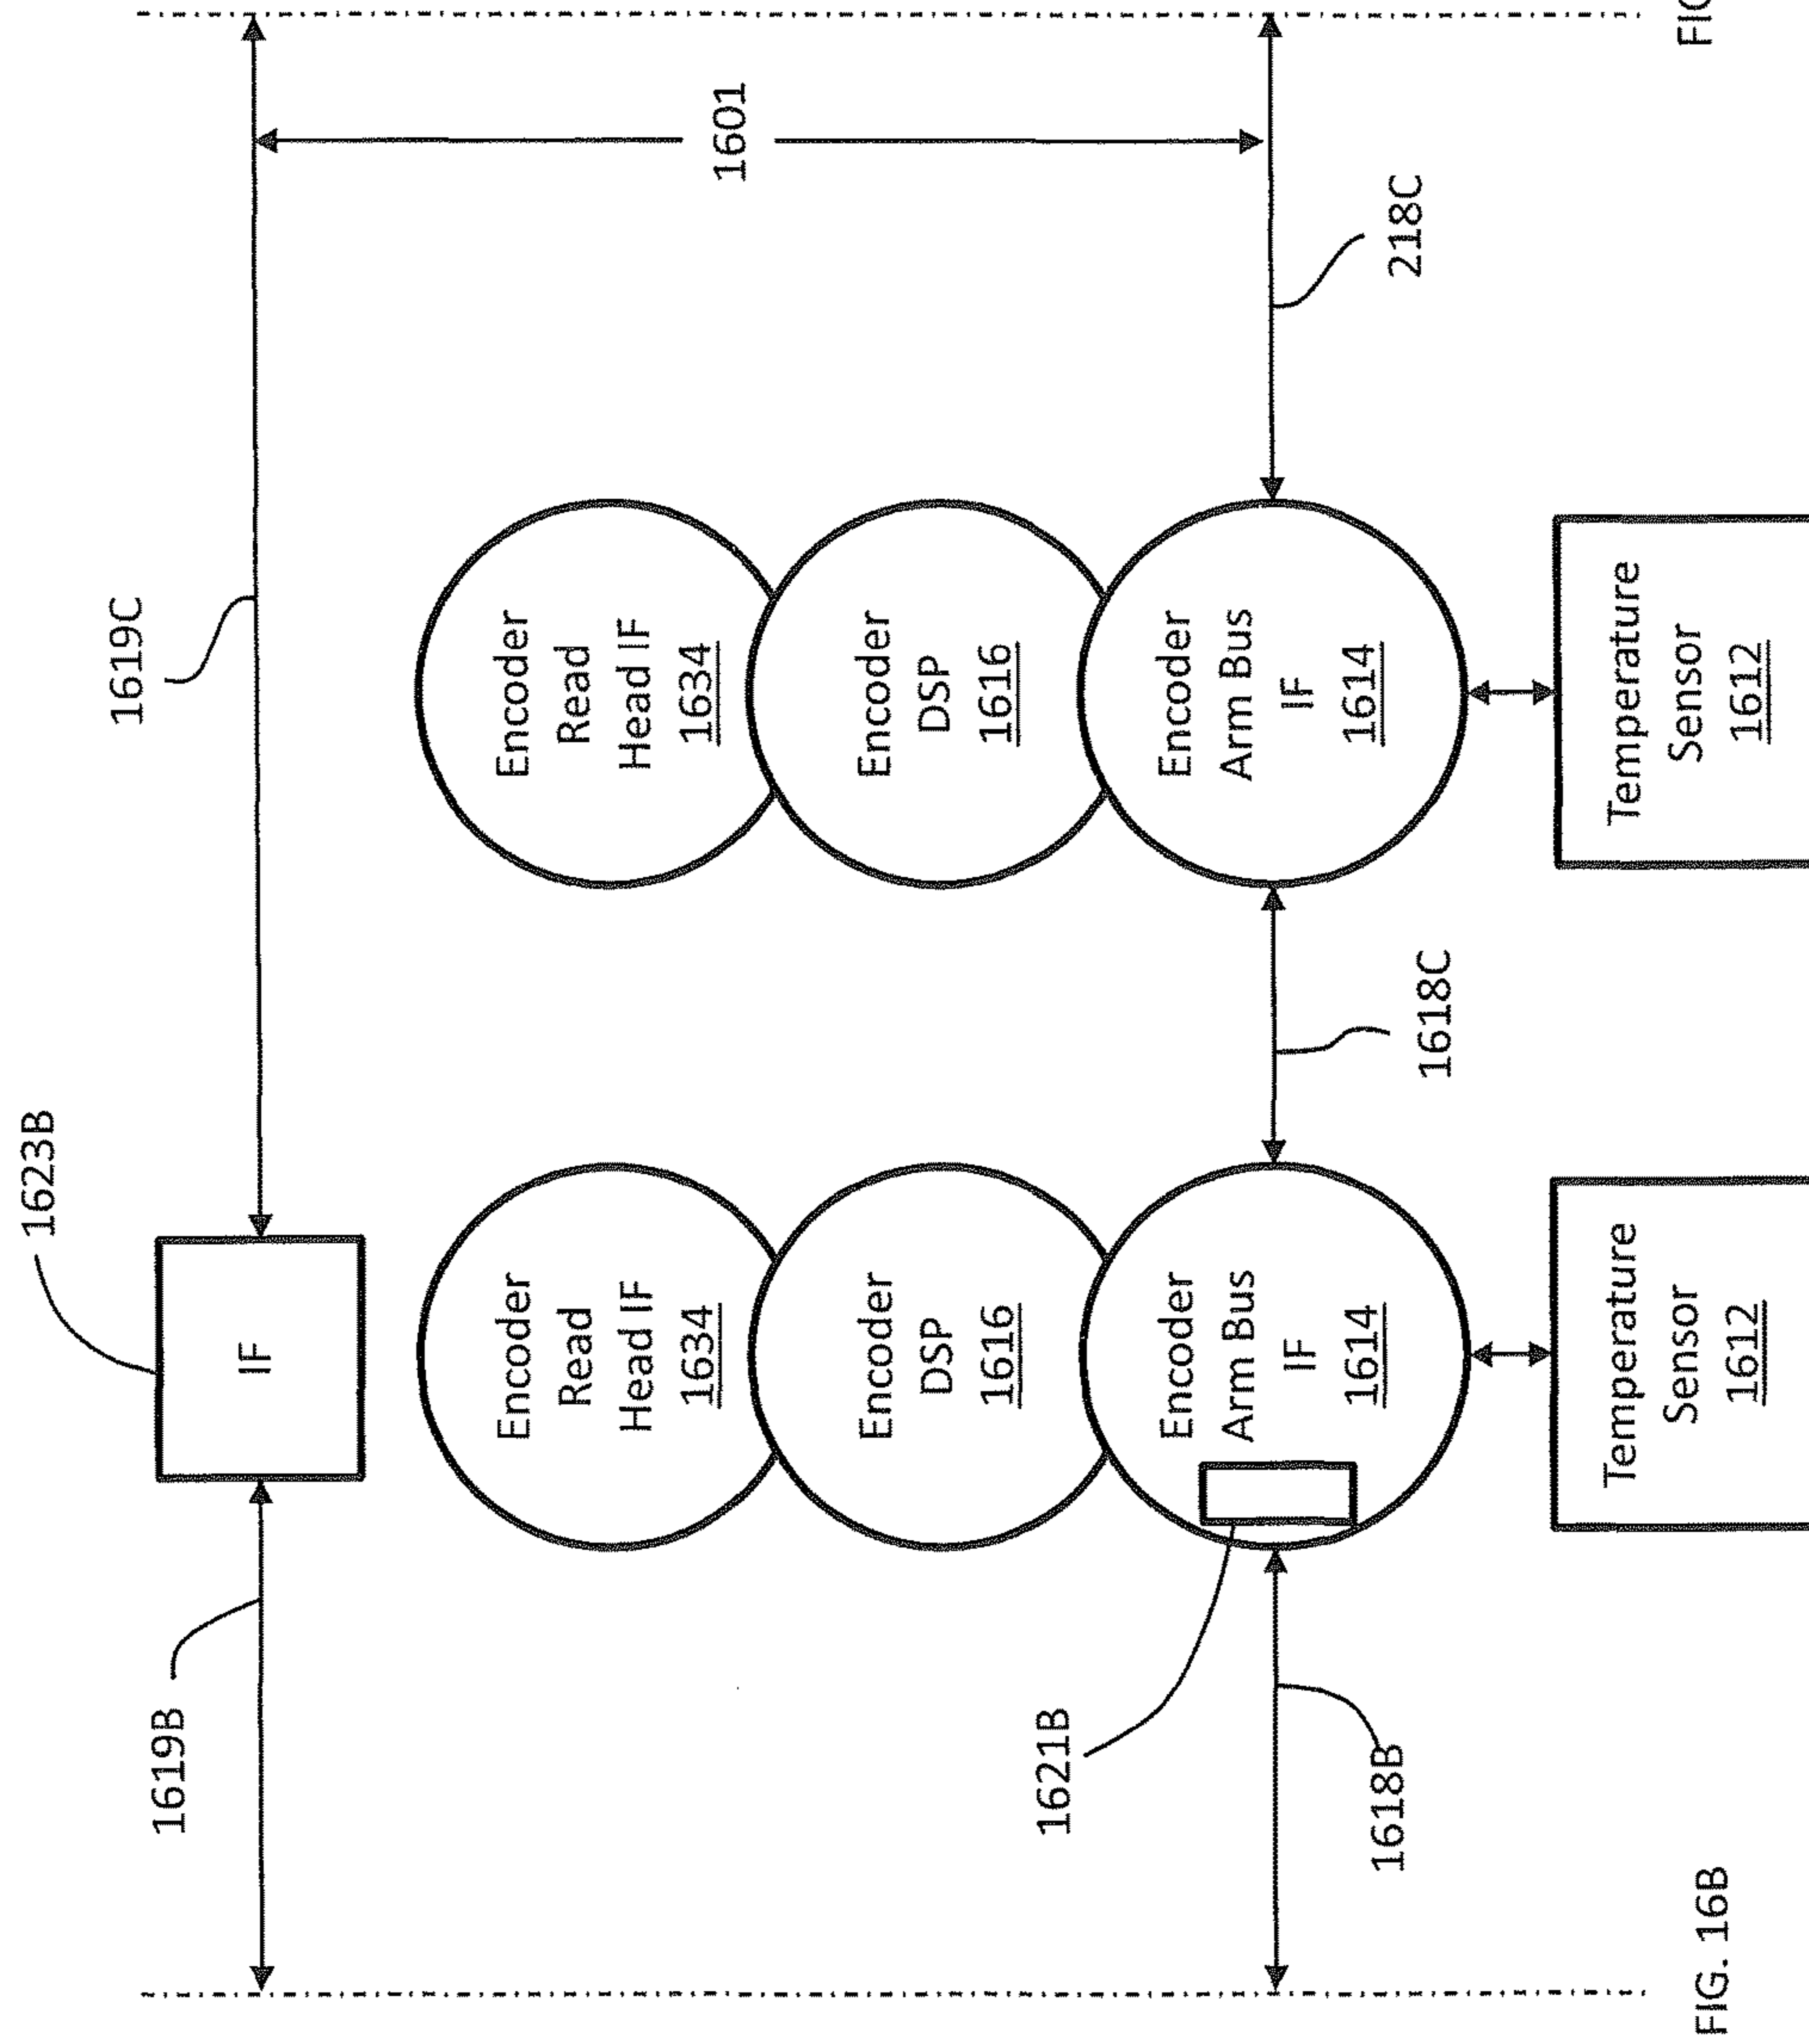 1623B
1619C
1619B
IF
Encoder
Read
Head IF
1634
Encoder
Read
Head IF
1634
1601
Encoder
DSP
1616
Encoder
DSP
1616
1621B
Encoder
Arm Bus
IF
1614
Encoder
Arm Bus
IF
1614
1618B
1618C
218C
Temperature
Sensor
1612
Temperature
Sensor
1612
FIG. 16B